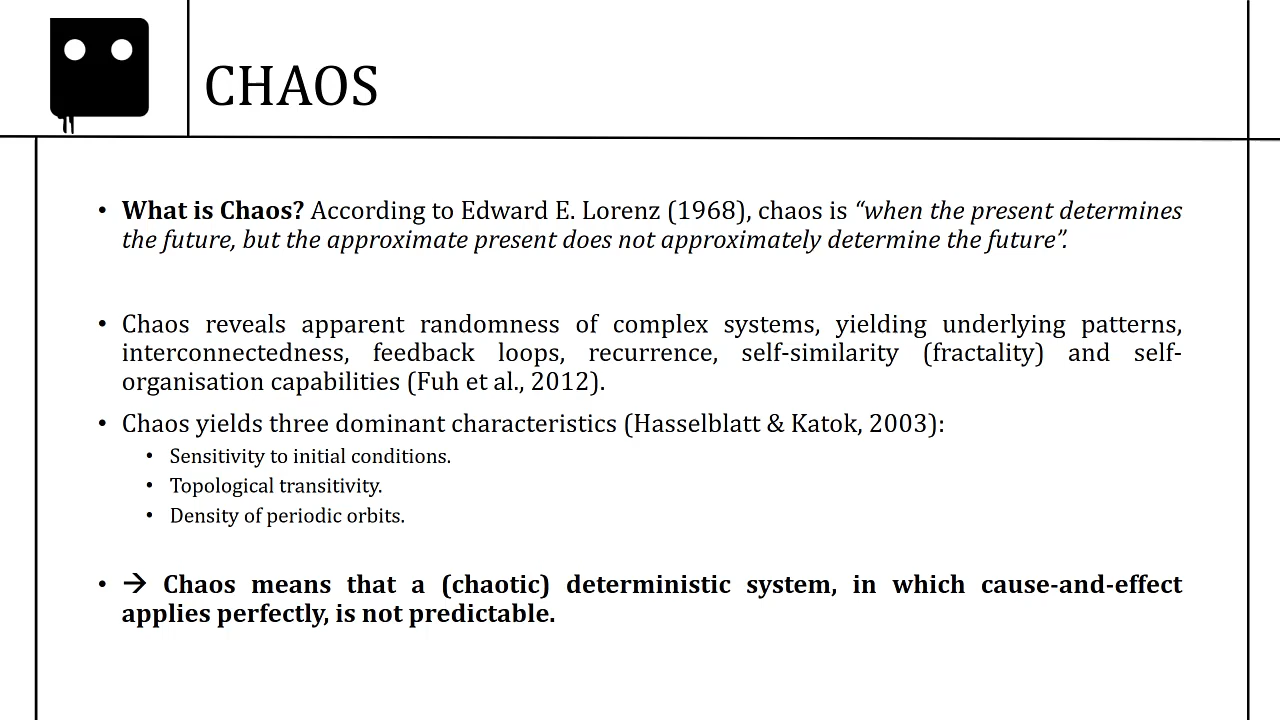 CHAOS
• What is Chaos? According to Edward E. Lorenz (1968), chaos is “when the present determines
the future, but the approximate present does not approximately determine the future”.
• Chaos reveals apparent randomness of complex systems, yielding underlying patterns,
interconnectedness, feedback loops, recurrence, self-similarity (fractality) and self-
organisation capabilities (Fuh et al., 2012).
• Chaos yields three dominant characteristics (Hasselblatt & Katok, 2003):
• Sensitivity to initial conditions.
• Topological transitivity.
• Density of periodic orbits.
• → Chaos means that a (chaotic) deterministic system, in which cause-and-effect
applies perfectly, is not predictable.